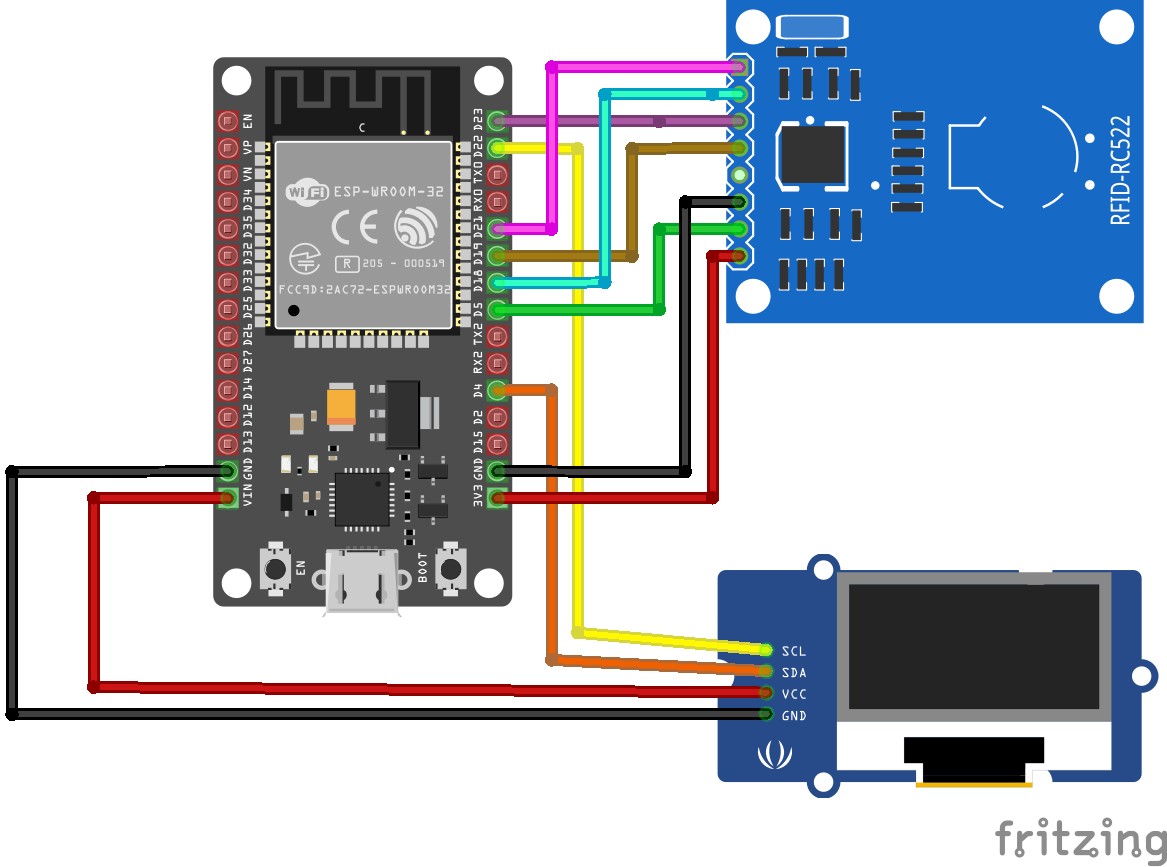 C
WiFi
ESP-WROOM-32
CE
R 205 - 000519
FCC9D:2AC72-ESPWROOM32
EN
VP
VN
D34
D35
D32
D33
D25
D26
D27
D14
D12
D13
GND
VIN
D23
D22
TX0
RX0
D21
D19
D18
D5
TX2
RX2
D4
D2
D15
GND
3V3
EN
BOOT
RFID-RC522
SCL
SDA
VCC
GND
fritzing